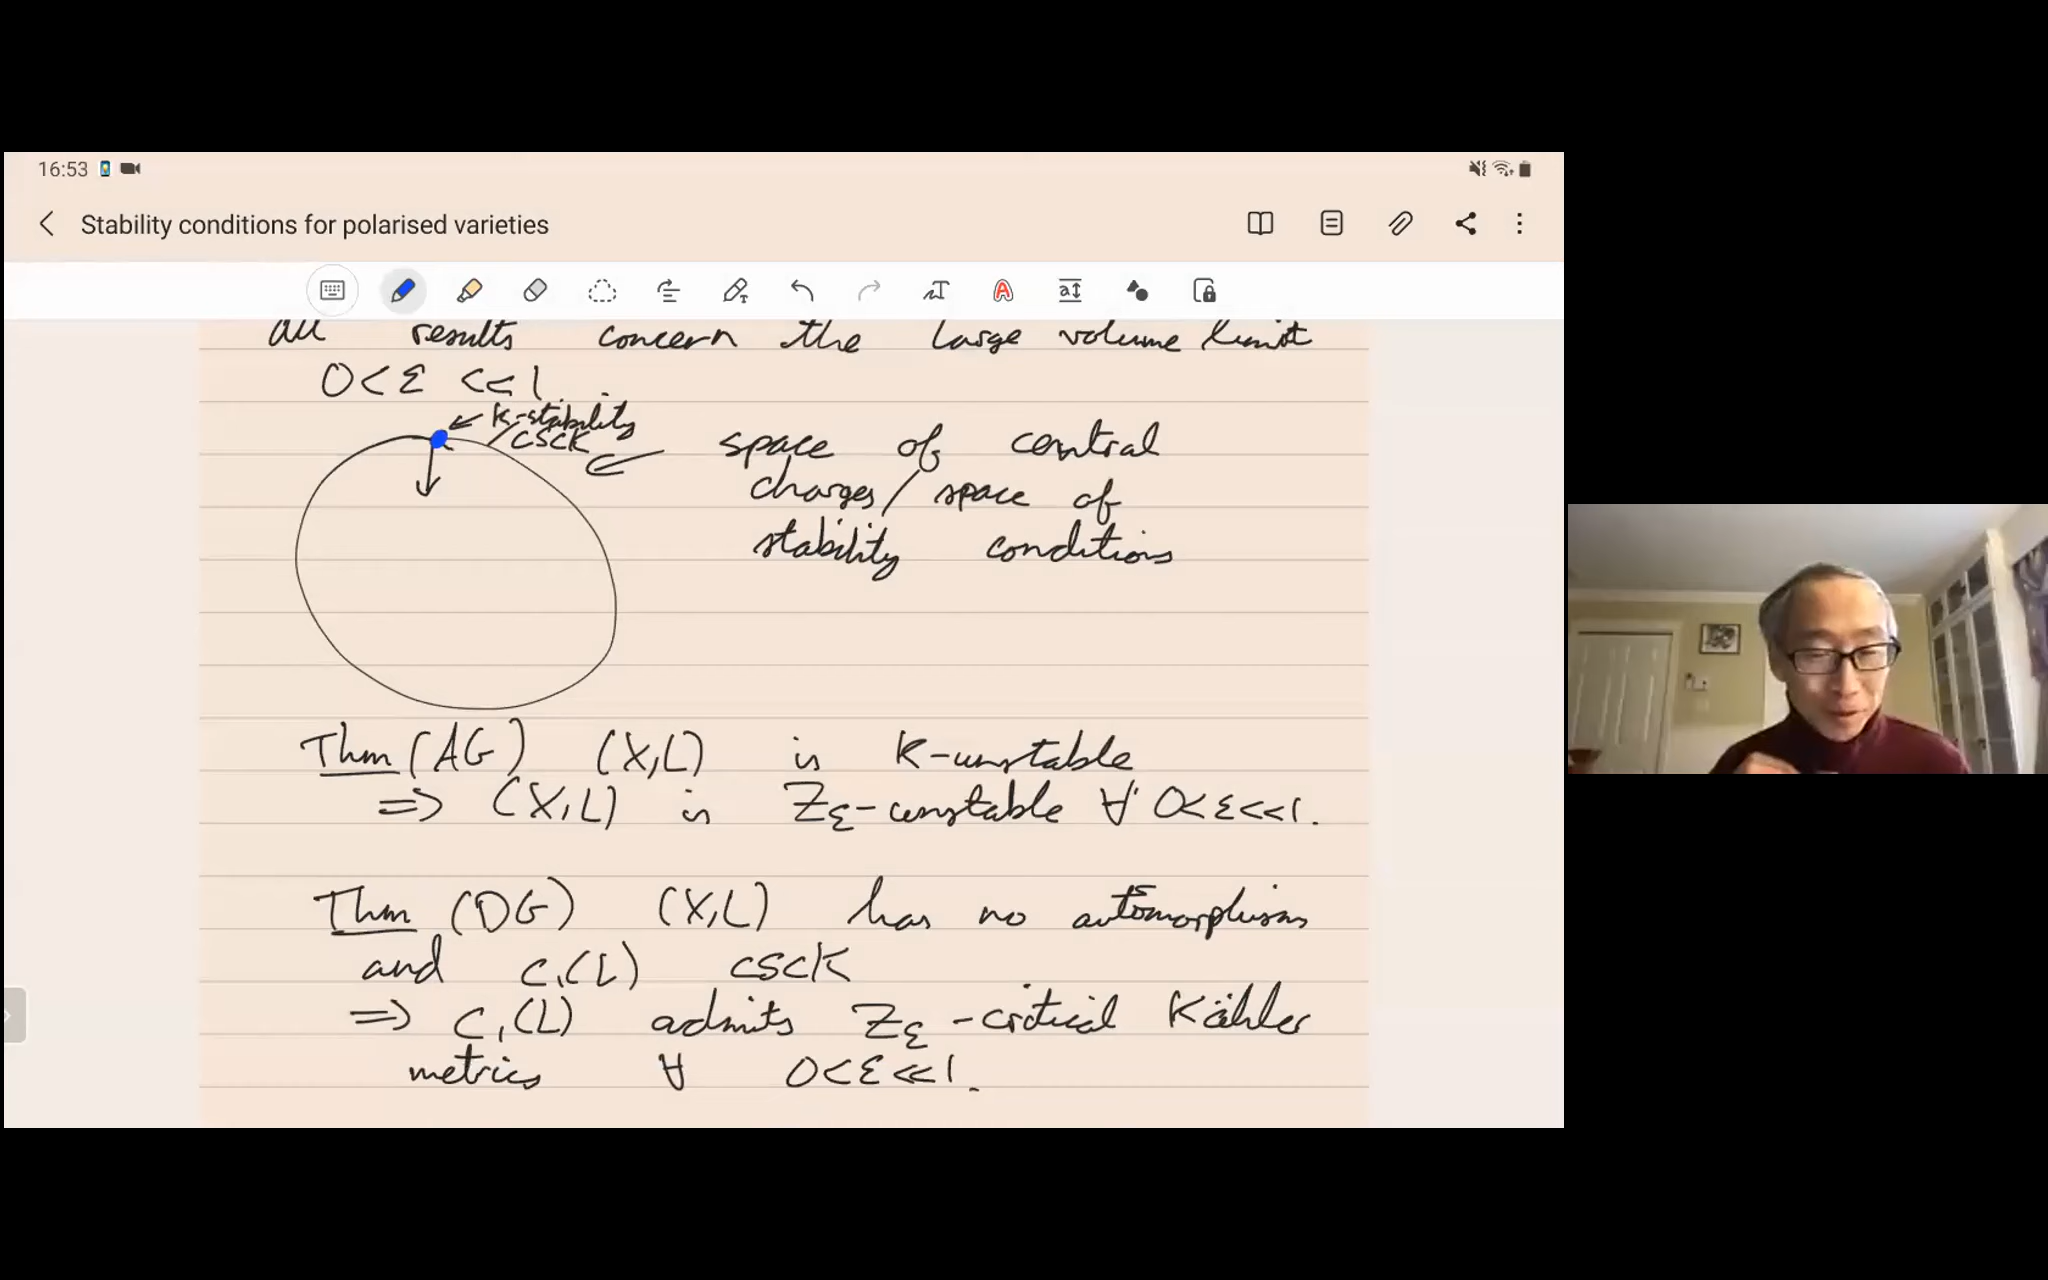 16:53
Stability conditions for polarised varieties
all results concern the large volume limit
0 < ε << 1
K-stability
/ CSCK
space of central
charges / space of
stability conditions
Thm (AG) (X,L) is K-unstable
=> (X,L) is Zε-unstable ∀ 0<ε<<1.
Thm (DG) (X,L) has no automorphisms
and C₁(L) CSCK
=> C₁(L) admits Zε-critical Kähler
metrics ∀ 0<ε<<1.